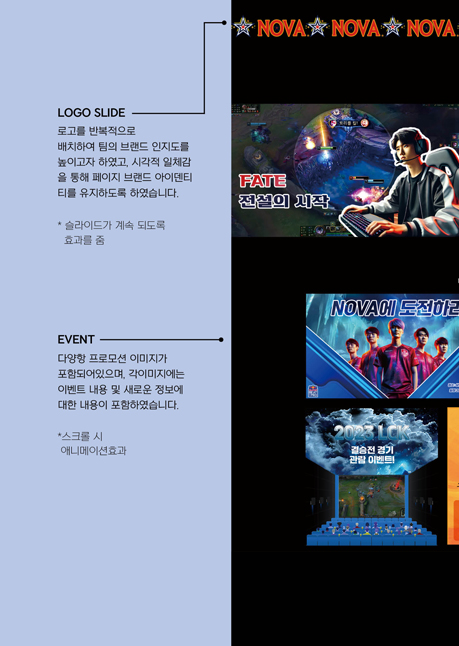 NOVA NOVA NOVA
LOGO SLIDE
로고를 반복적으로
배치하여 팀의 브랜드 인지도를
높이고자 하였고, 시각적 일체감
을 통해 페이지 브랜드 아이덴티
티를 유지하도록 하였습니다.
* 슬라이드가 계속 되도록
효과를 줌
FATE
전설의 시작
EVENT
다양항 프로모션 이미지가
포함되어있으며, 각이미지에는
이벤트 내용 및 새로운 정보에
대한 내용이 포함하였습니다.
*스크롤 시
애니메이션효과
NOVA에 도전하라
2023 LCK
결승전 경기
관람 이벤트!